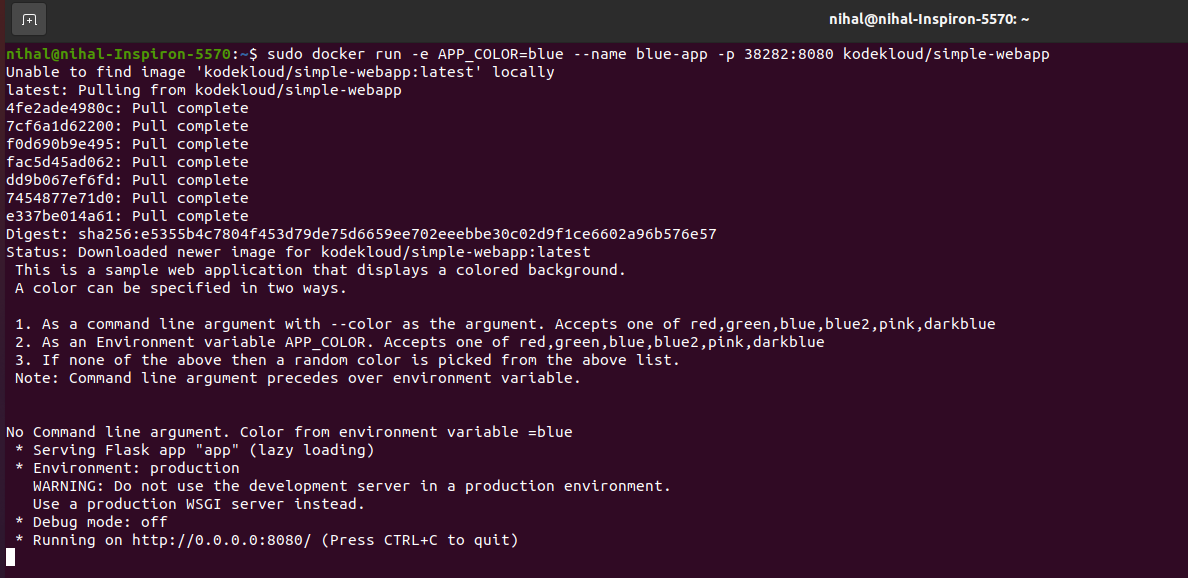 nihal@nihal-Inspiron-5570: ~
nihal@nihal-Inspiron-5570:~$ sudo docker run -e APP_COLOR=blue --name blue-app -p 38282:8080 kodekloud/simple-webapp
Unable to find image 'kodekloud/simple-webapp:latest' locally
latest: Pulling from kodekloud/simple-webapp
4fe2ade4980c: Pull complete
7cf6a1d62200: Pull complete
f0d690b9e495: Pull complete
fac5d45ad062: Pull complete
dd9b067ef6fd: Pull complete
7454877e71d0: Pull complete
e337be014a61: Pull complete
Digest: sha256:e5355b4c7804f453d79de75d6659ee702eeebbe30c02d9f1ce6602a96b576e57
Status: Downloaded newer image for kodekloud/simple-webapp:latest
 This is a sample web application that displays a colored background.
 A color can be specified in two ways.
 1. As a command line argument with --color as the argument. Accepts one of red,green,blue,blue2,pink,darkblue
 2. As an Environment variable APP_COLOR. Accepts one of red,green,blue,blue2,pink,darkblue
 3. If none of the above then a random color is picked from the above list.
 Note: Command line argument precedes over environment variable.
No Command line argument. Color from environment variable =blue
 * Serving Flask app "app" (lazy loading)
 * Environment: production
   WARNING: Do not use the development server in a production environment.
   Use a production WSGI server instead.
 * Debug mode: off
 * Running on http://0.0.0.0:8080/ (Press CTRL+C to quit)